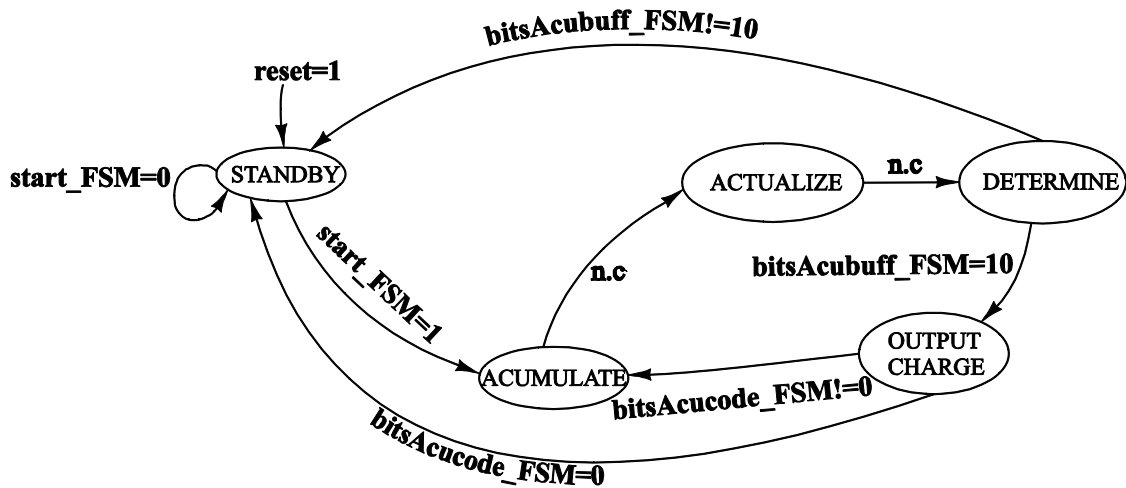 bitsAcubuff_FSM!=10
reset=1
STANDBY
start_FSM=0
ACTUALIZE
n.c
DETERMINE
start_FSM=1
n.c
bitsAcubuff_FSM=10
OUTPUT
CHARGE
ACUMULATE
bitsAcucode_FSM!=0
bitsAcucode_FSM=0